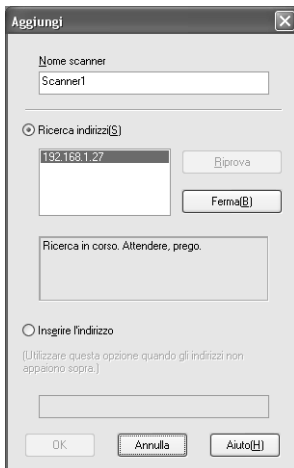 Aggiungi
Nome scanner
Scanner1
Ricerca indirizzi(S)
192.168.1.27
Riprova
Ferma(B)
Ricerca in corso. Attendere, prego.
Inserire l'indirizzo
(Utilizzare questa opzione quando gli indirizzi non
appaiono sopra.)
OK
Annulla
Aiuto(H)